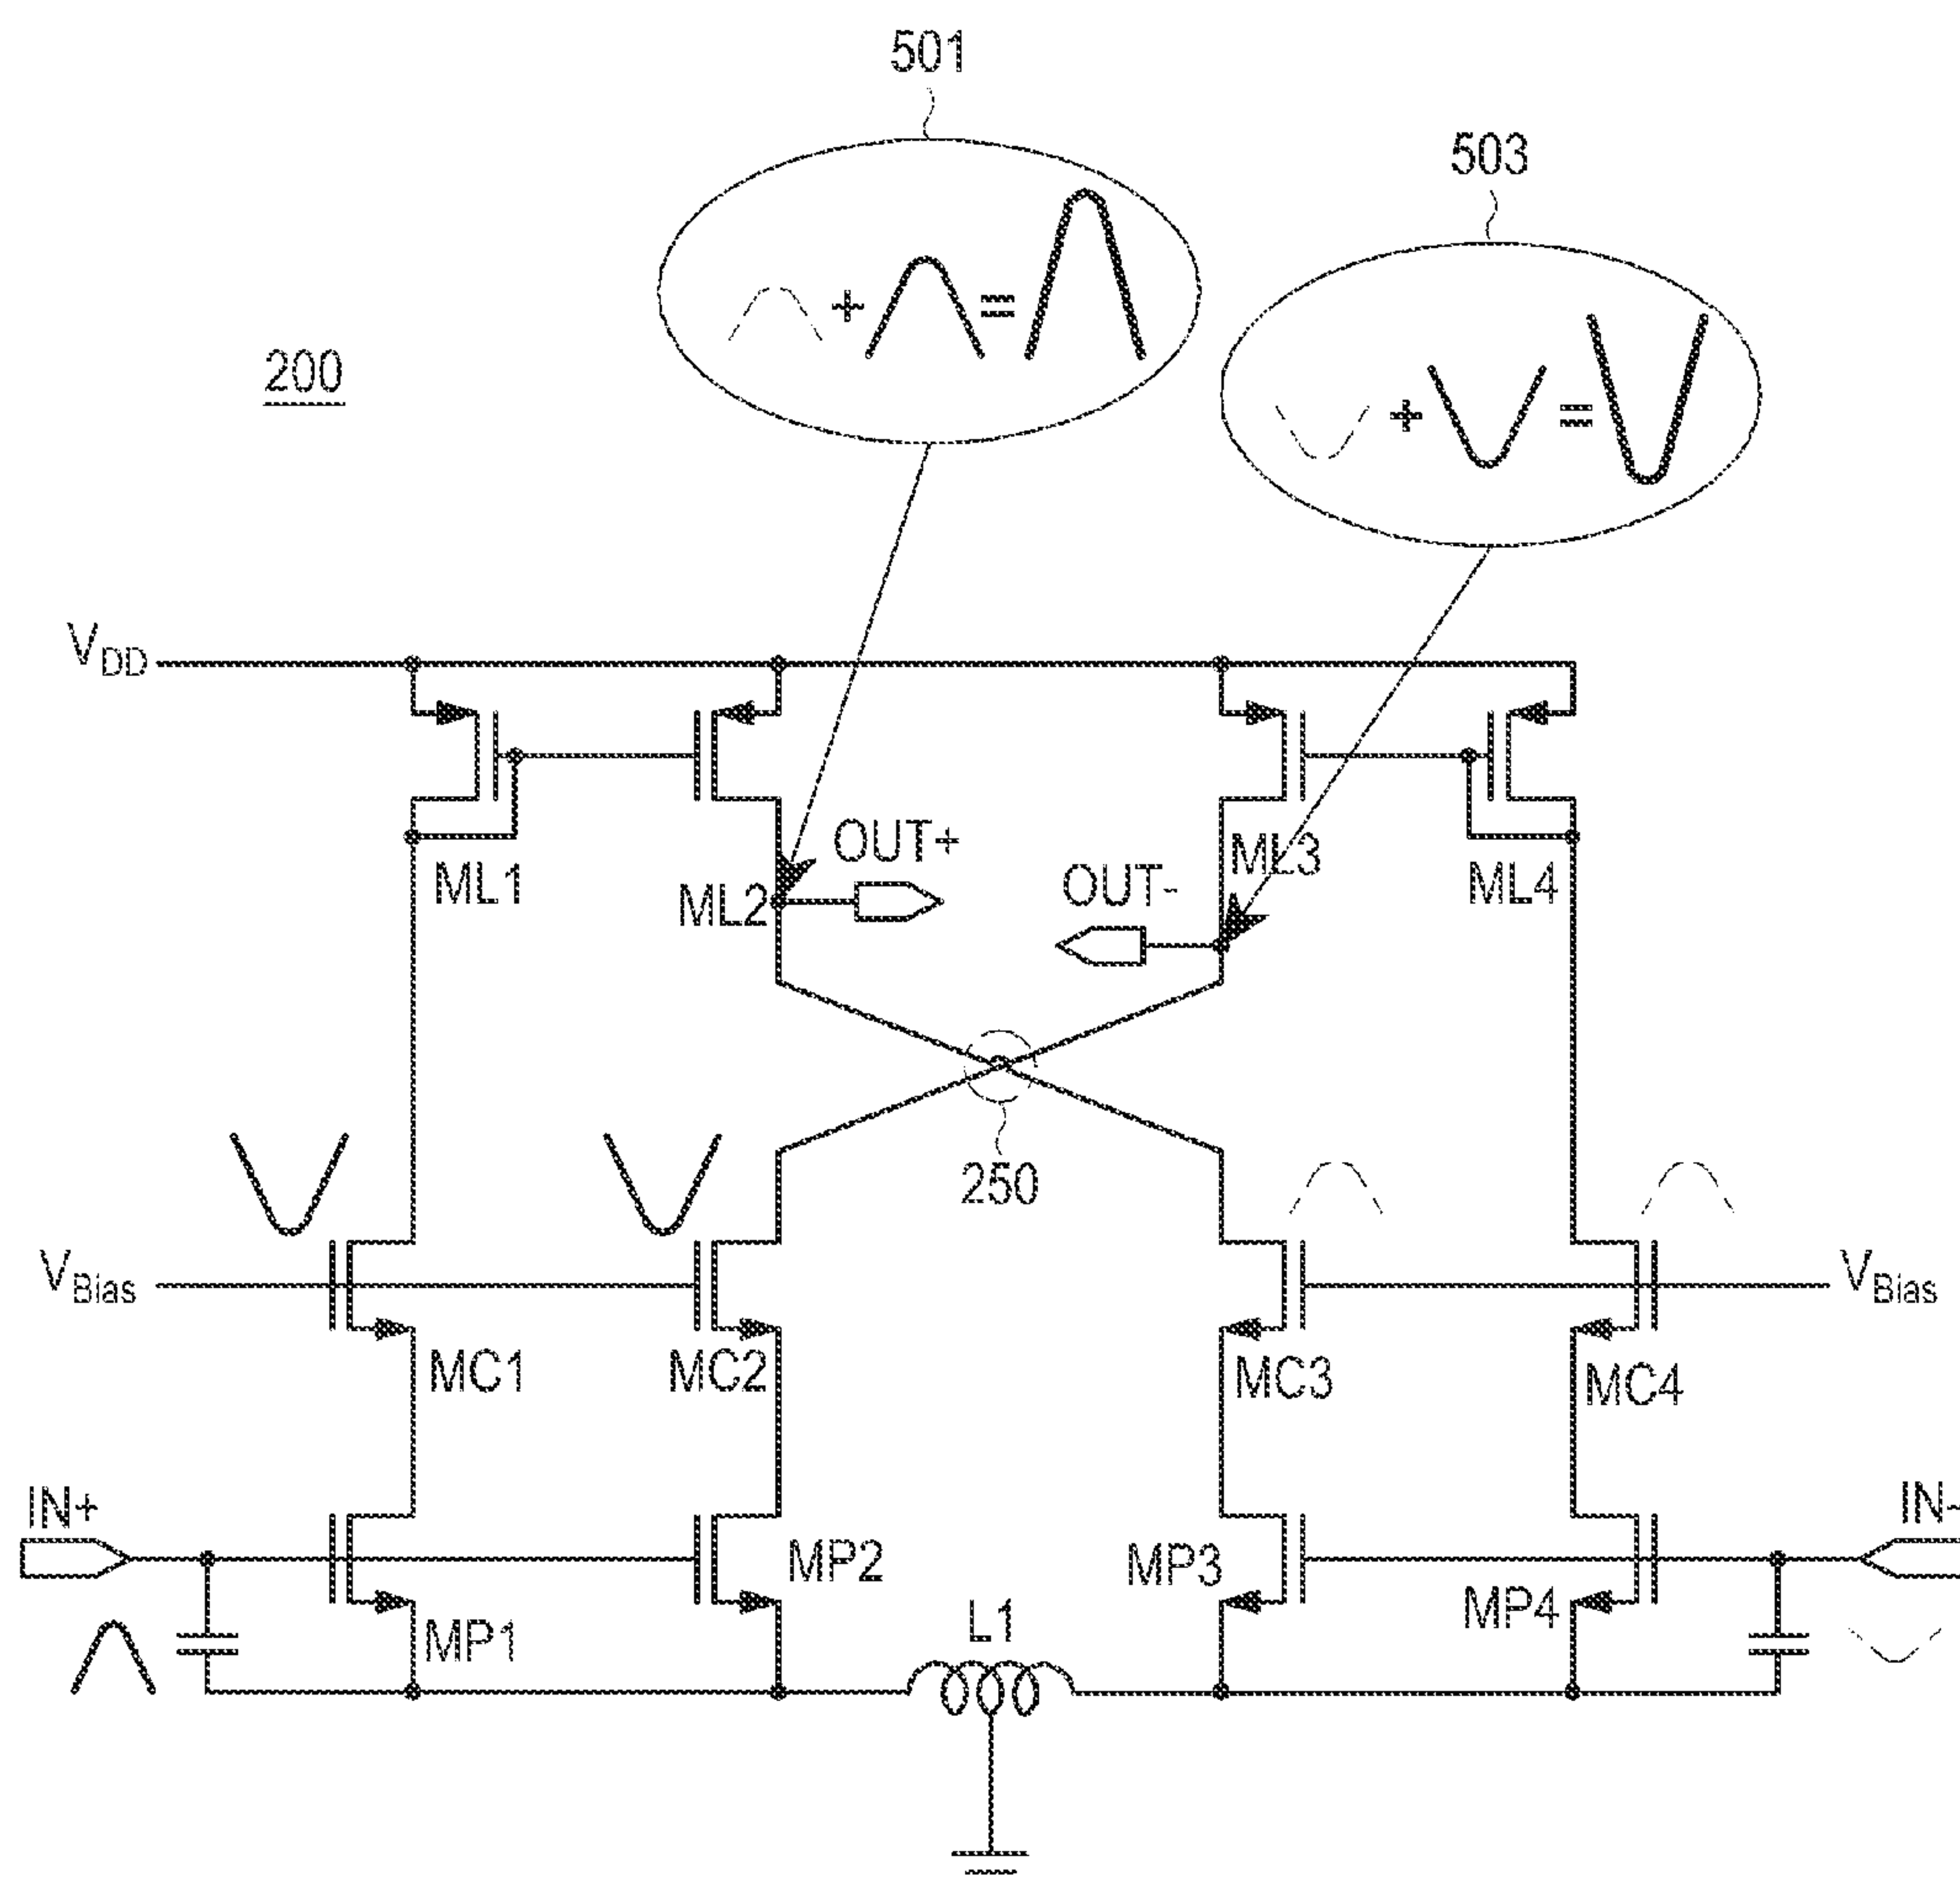 501
503
+ =
+ =
200
VDD
OUT+
ML3
ML1
ML2
OUT-
ML4
250
VBias
VBias
MC1
MC2
MC3
MC4
IN+
IN-
MP2
MP3
MP4
MP1
L1